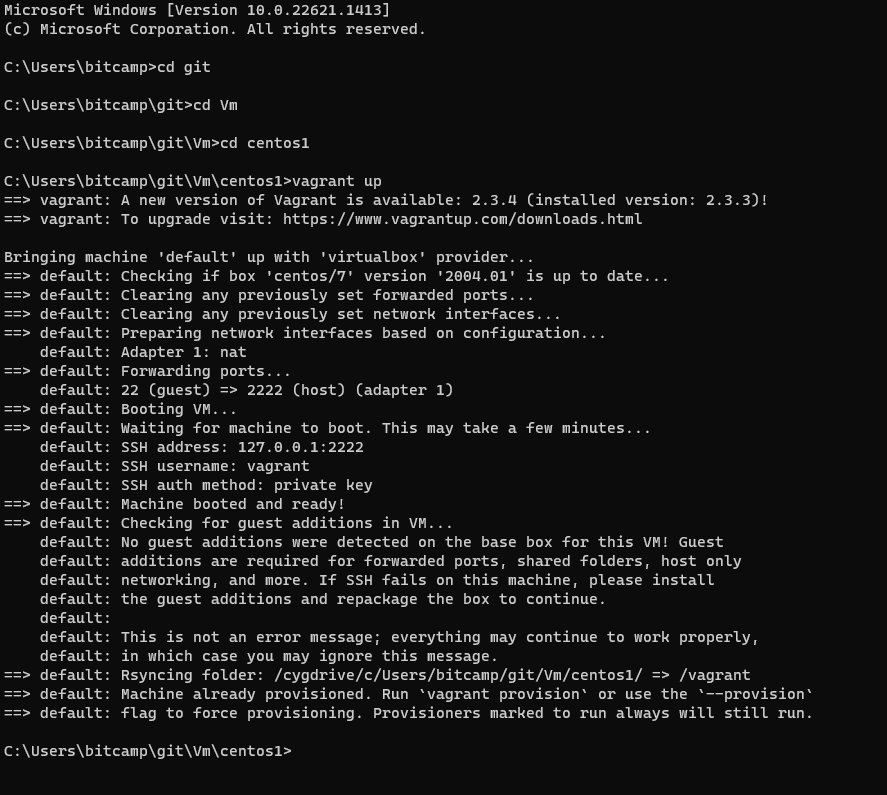 Microsoft Windows [Version 10.0.22621.1413]
(c) Microsoft Corporation. All rights reserved.
C:\Users\bitcamp>cd git
C:\Users\bitcamp\git>cd Vm
C:\Users\bitcamp\git\Vm>cd centos1
C:\Users\bitcamp\git\Vm\centos1>vagrant up
==> vagrant: A new version of Vagrant is available: 2.3.4 (installed version: 2.3.3)!
==> vagrant: To upgrade visit: https://www.vagrantup.com/downloads.html
Bringing machine 'default' up with 'virtualbox' provider...
==> default: Checking if box 'centos/7' version '2004.01' is up to date...
==> default: Clearing any previously set forwarded ports...
==> default: Clearing any previously set network interfaces...
==> default: Preparing network interfaces based on configuration...
    default: Adapter 1: nat
==> default: Forwarding ports...
    default: 22 (guest) => 2222 (host) (adapter 1)
==> default: Booting VM...
==> default: Waiting for machine to boot. This may take a few minutes...
    default: SSH address: 127.0.0.1:2222
    default: SSH username: vagrant
    default: SSH auth method: private key
==> default: Machine booted and ready!
==> default: Checking for guest additions in VM...
    default: No guest additions were detected on the base box for this VM! Guest
    default: additions are required for forwarded ports, shared folders, host only
    default: networking, and more. If SSH fails on this machine, please install
    default: the guest additions and repackage the box to continue.
    default:
    default: This is not an error message; everything may continue to work properly,
    default: in which case you may ignore this message.
==> default: Rsyncing folder: /cygdrive/c/Users/bitcamp/git/Vm/centos1/ => /vagrant
==> default: Machine already provisioned. Run `vagrant provision` or use the `--provision`
==> default: flag to force provisioning. Provisioners marked to run always will still run.
C:\Users\bitcamp\git\Vm\centos1>